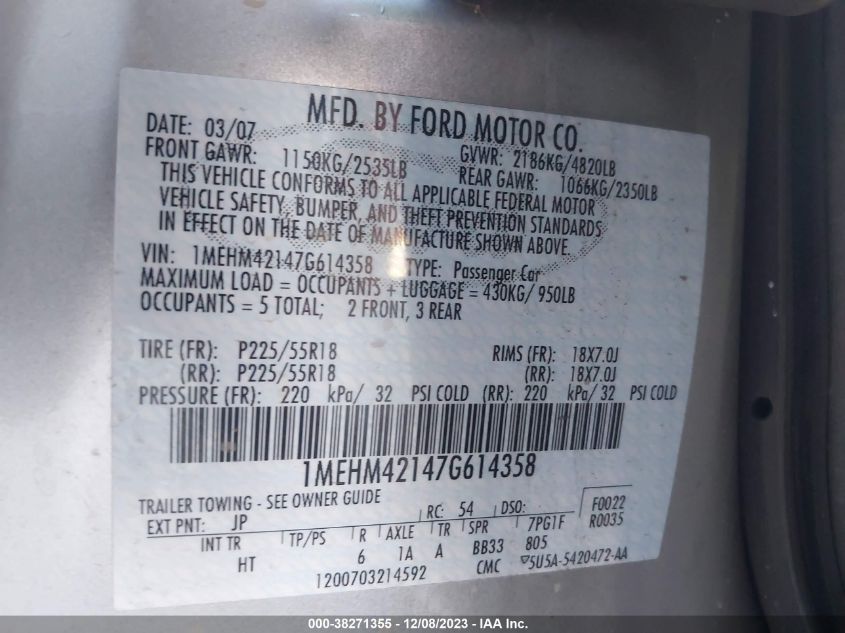 MFD. BY FORD MOTOR CO.
DATE: 03/07 GVWR: 2186KG/4820LB
FRONT GAWR: 1150KG/2535LB REAR GAWR: 1066KG/2350LB
THIS VEHICLE CONFORMS TO ALL APPLICABLE FEDERAL MOTOR
VEHICLE SAFETY, BUMPER, AND THEFT PREVENTION STANDARDS
IN EFFECT ON THE DATE OF MANUFACTURE SHOWN ABOVE.
VIN: 1MEHM42147G614358 TYPE: Passenger Car
MAXIMUM LOAD = OCCUPANTS + LUGGAGE = 430KG/ 950LB
OCCUPANTS = 5 TOTAL; 2 FRONT, 3 REAR
TIRE (FR): P225/55R18 RIMS (FR): 18X7.0J
(RR): P225/55R18 (RR): 18X7.0J
PRESSURE (FR): 220 kPa/ 32 PSI COLD (RR): 220 kPa/ 32 PSI COLD
1MEHM42147G614358
TRAILER TOWING - SEE OWNER GUIDE
EXT PNT: JP RC: 54 DSO: F0022
R0035
INT TR TP/PS R AXLE TR SPR 7PG1F
HT 6 1A A BB33 805
1200703214592 CMC 5U5A-5420472-AA
000-38271355 - 12/08/2023 - IAA Inc.